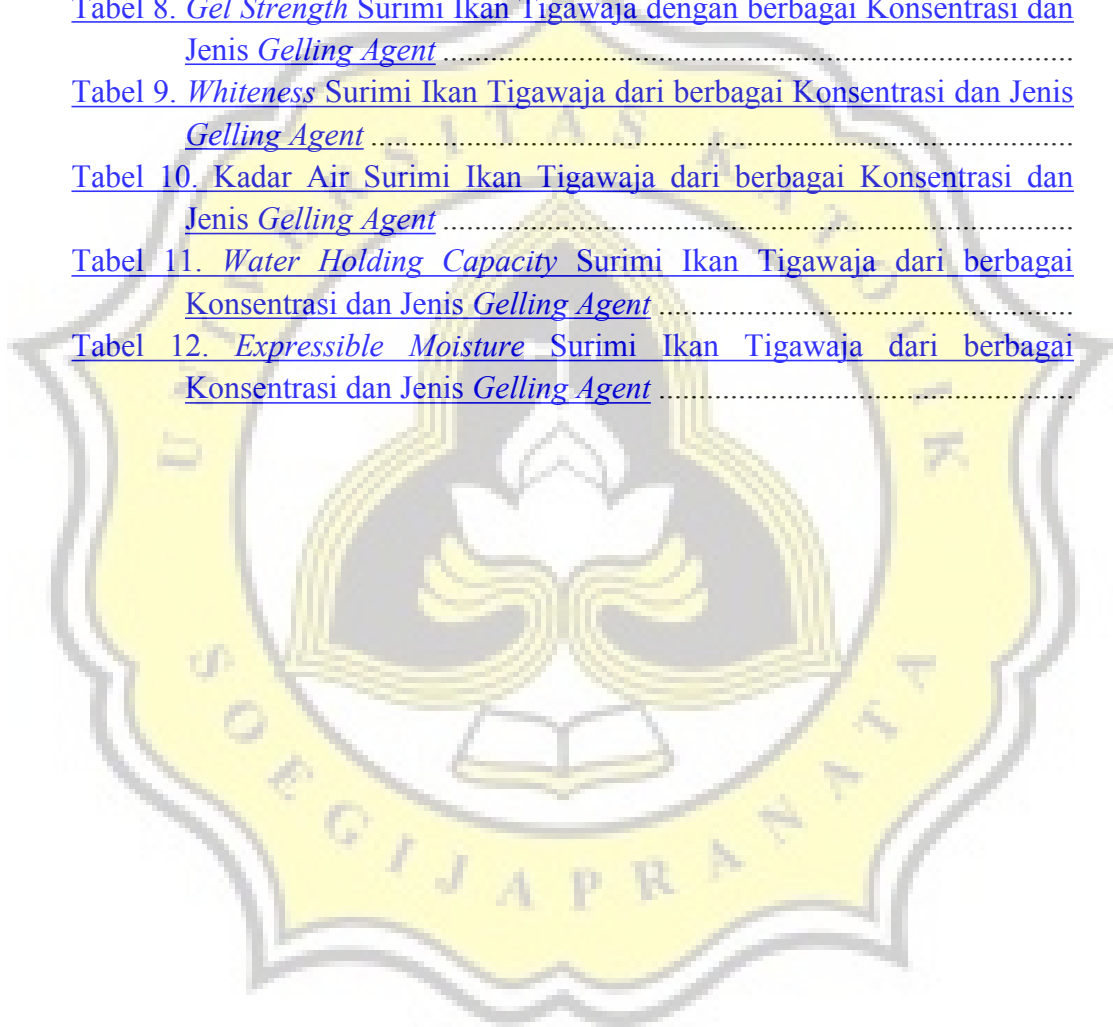 Tabel 8. Gel Strength Surimi Ikan Tigawaja dengan berbagai Konsentrasi dan
Jenis Gelling Agent ........................................................................
Tabel 9. Whiteness Surimi Ikan Tigawaja dari berbagai Konsentrasi dan Jenis
Gelling Agent ................................................................................
Tabel 10. Kadar Air Surimi Ikan Tigawaja dari berbagai Konsentrasi dan
Jenis Gelling Agent ........................................................................
Tabel 11. Water Holding Capacity Surimi Ikan Tigawaja dari berbagai
Konsentrasi dan Jenis Gelling Agent ................................................
Tabel 12. Expressible Moisture Surimi Ikan Tigawaja dari berbagai
Konsentrasi dan Jenis Gelling Agent ................................................
UNIVERSITAS KATOLIK
SOEGIJAPRANATA